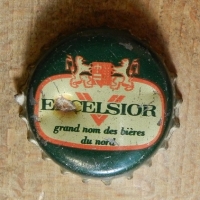 EXCELSIOR
grand nom des bières
du nord